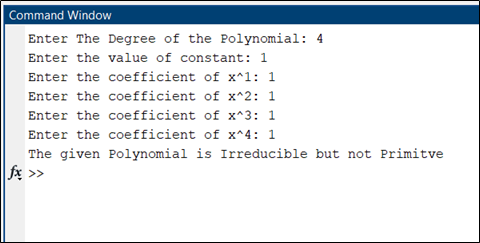 Command Window
Enter The Degree of the Polynomial: 4
Enter the value of constant: 1
Enter the coefficient of x^1: 1
Enter the coefficient of x^2: 1
Enter the coefficient of x^3: 1
Enter the coefficient of x^4: 1
The given Polynomial is Irreducible but not Primitve
fx >>